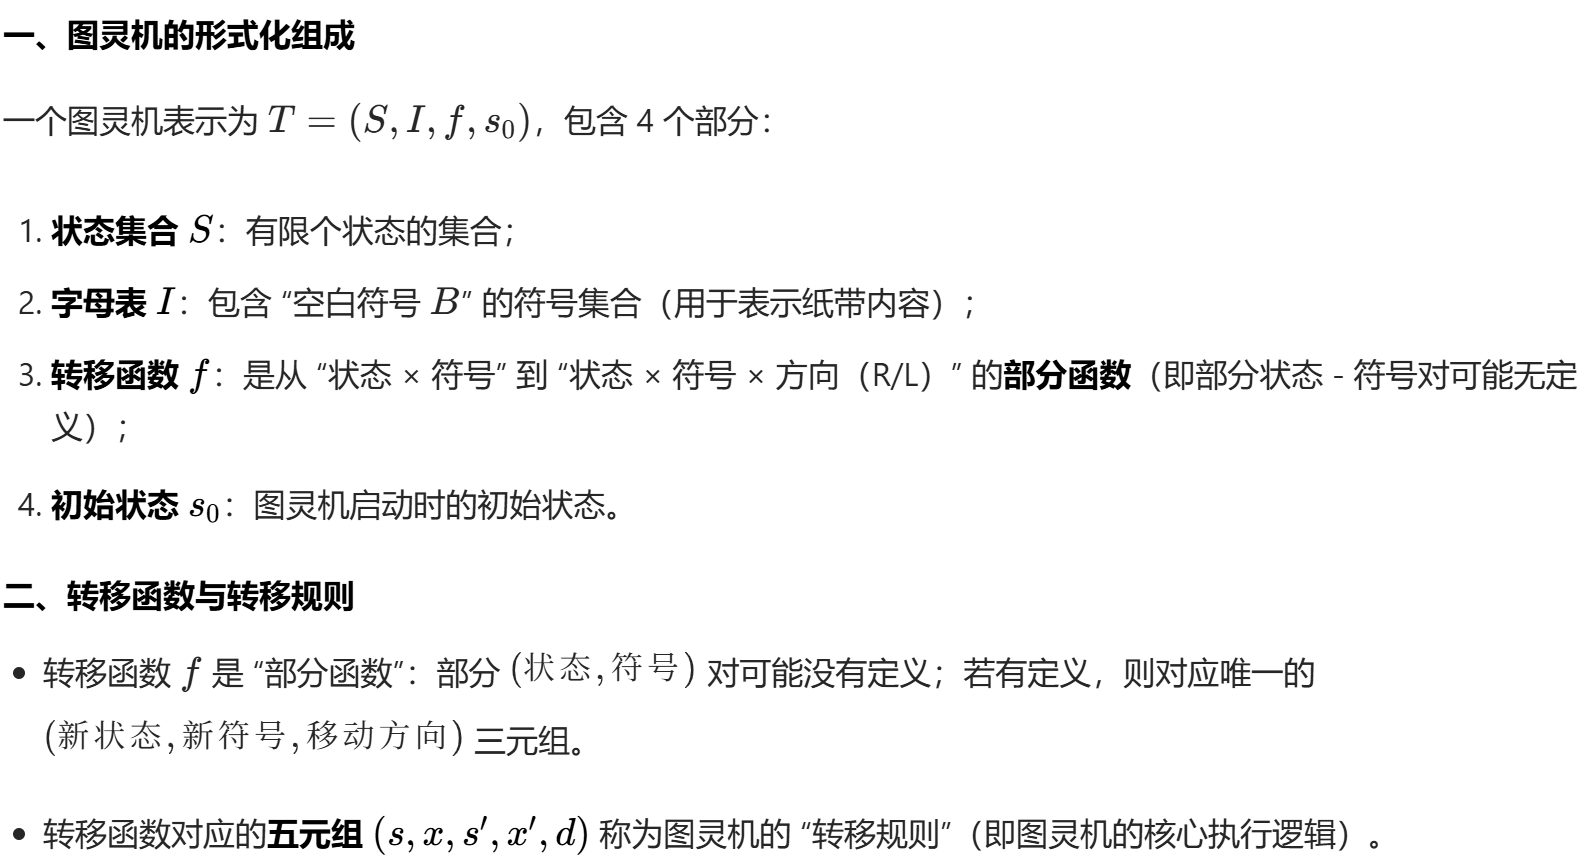 一、图灵机的形式化组成
一个图灵机表示为 T = (S, I, f, s₀)，包含 4 个部分：
1. 状态集合 S：有限个状态的集合；
2. 字母表 I：包含 “空白符号 B” 的符号集合（用于表示纸带内容）；
3. 转移函数 f：是从 “状态 × 符号” 到 “状态 × 符号 × 方向（R/L）” 的部分函数（即部分状态 - 符号对可能无定
义）；
4. 初始状态 s₀：图灵机启动时的初始状态。
二、转移函数与转移规则
• 转移函数 f 是 “部分函数”：部分 (状态, 符号) 对可能没有定义；若有定义，则对应唯一的
(新状态, 新符号, 移动方向) 三元组。
• 转移函数对应的五元组 (s, x, s′, x′, d) 称为图灵机的 “转移规则”（即图灵机的核心执行逻辑）。